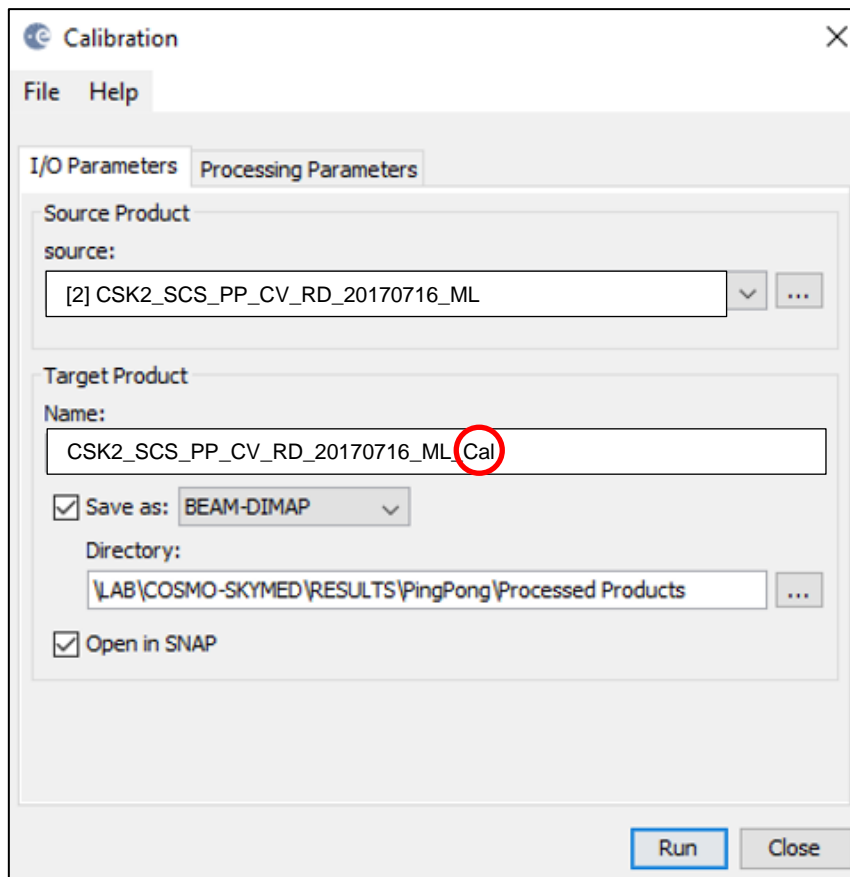 Calibration
File Help
I/O Parameters Processing Parameters
Source Product
source:
[2] CSK2_SCS_PP_CV_RD_20170716_ML
...
Target Product
Name:
CSK2_SCS_PP_CV_RD_20170716_ML_Cal
Save as: BEAM-DIMAP
Directory:
\LAB\COSMO-SKYMED\RESULTS\PingPong\Processed Products
...
Open in SNAP
Run Close